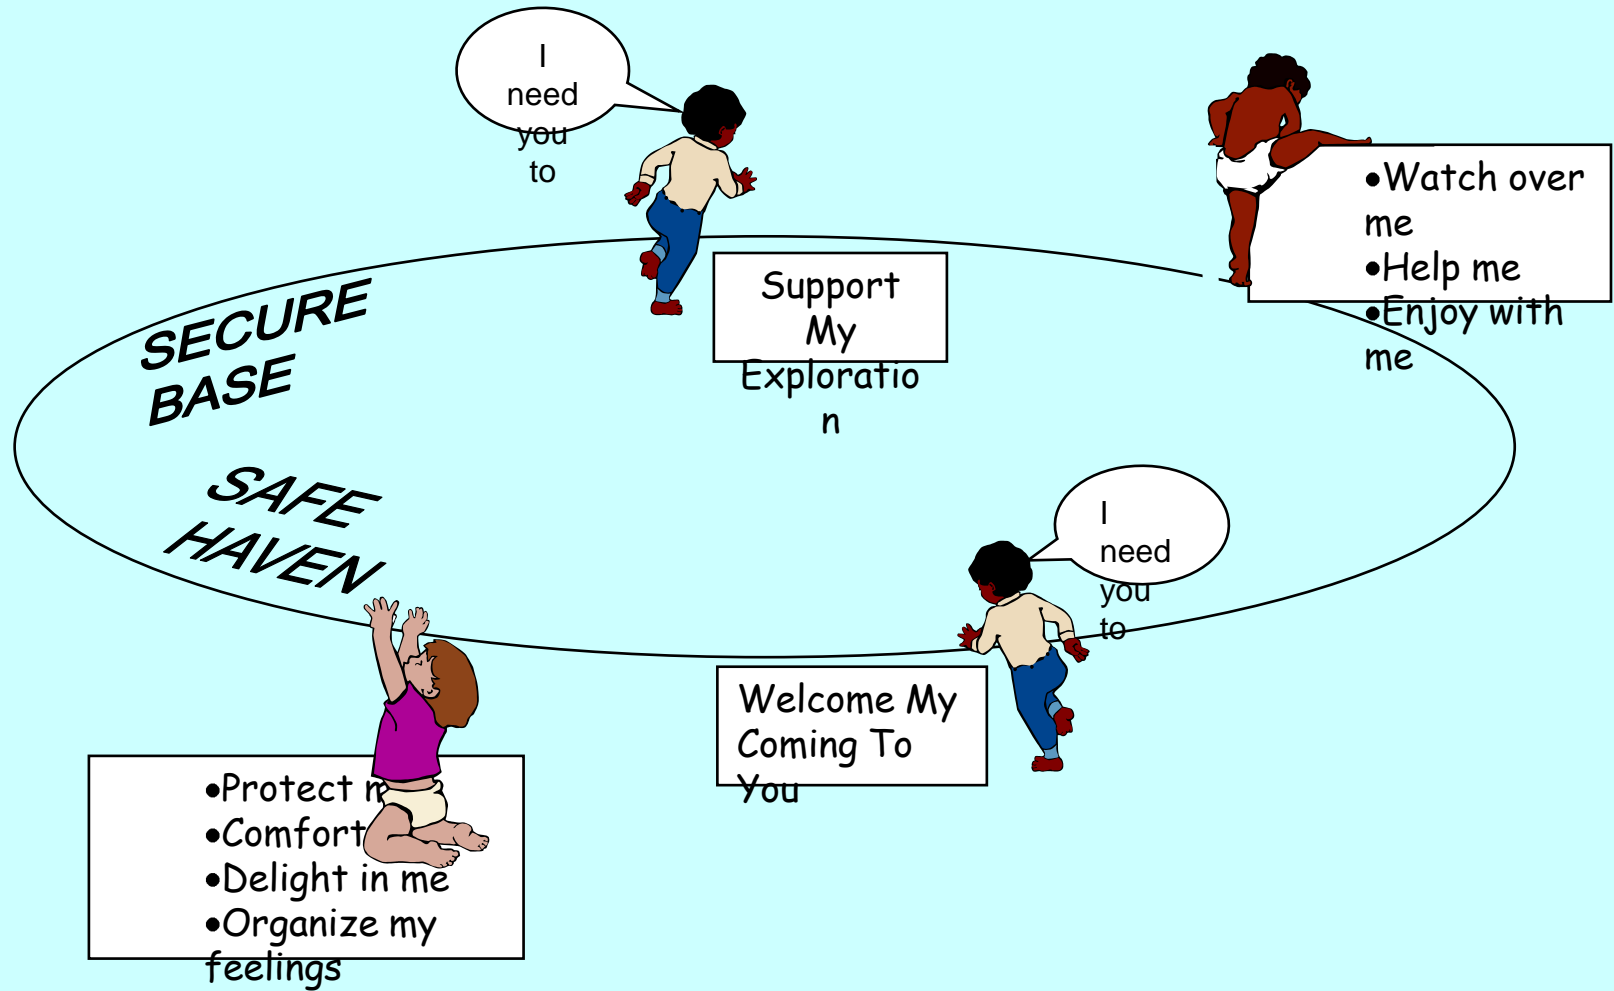 I
need
you
to
•Watch over
me
•Help me
•Enjoy with
me
Support
My
Exploratio
n
SECURE
BASE
SAFE
HAVEN
I
need
you
to
Welcome My
Coming To
You
•Protect
•Comfort
•Delight in me
•Organize my
feelings